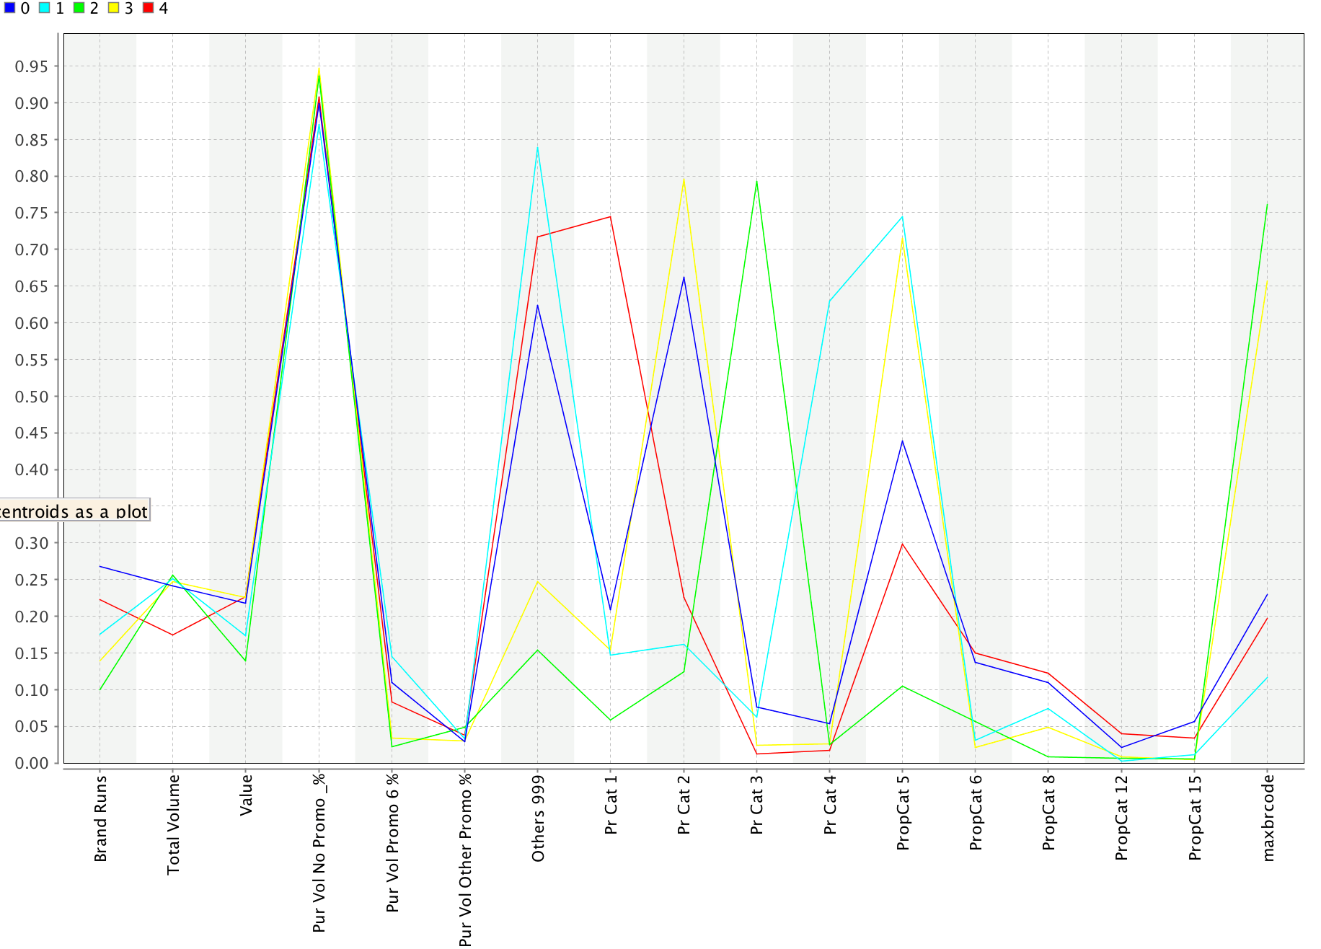 0 1 2 3 4
0.95
0.90
0.85
0.80
0.75
0.70
0.65
0.60
0.55
0.50
0.45
0.40
centroids as a plot
0.30
0.25
0.20
0.15
0.10
0.05
0.00
Brand Runs
Total Volume
Value
Pur Vol No Promo _%
Pur Vol Promo 6 %
Pur Vol Other Promo %
Others 999
Pr Cat 1
Pr Cat 2
Pr Cat 3
Pr Cat 4
PropCat 5
PropCat 6
PropCat 8
PropCat 12
PropCat 15
maxbrcode